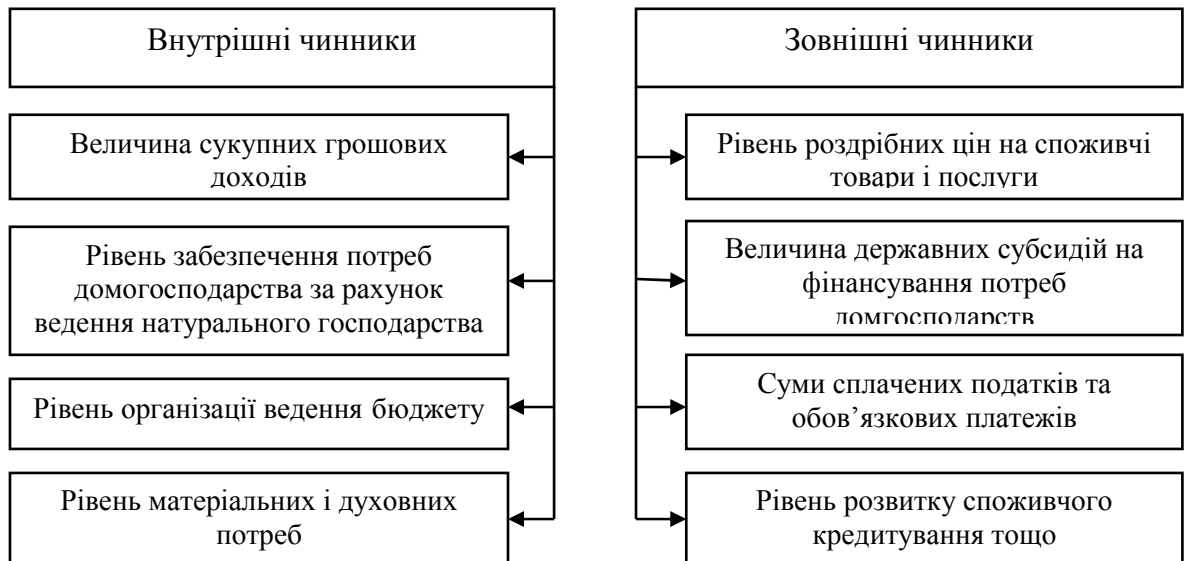 Внутрішні чинники
Величина сукупних грошових
доходів
Рівень забезпечення потреб
домогосподарства за рахунок
ведення натурального господарства
Рівень організації ведення бюджету
Рівень матеріальних і духовних
потреб
Зовнішні чинники
Рівень роздрібних цін на споживчі
товари і послуги
Величина державних субсидій на
фінансування потреб
домгосподарств
Суми сплачених податків та
обов’язкових платежів
Рівень розвитку споживчого
кредитування тощо